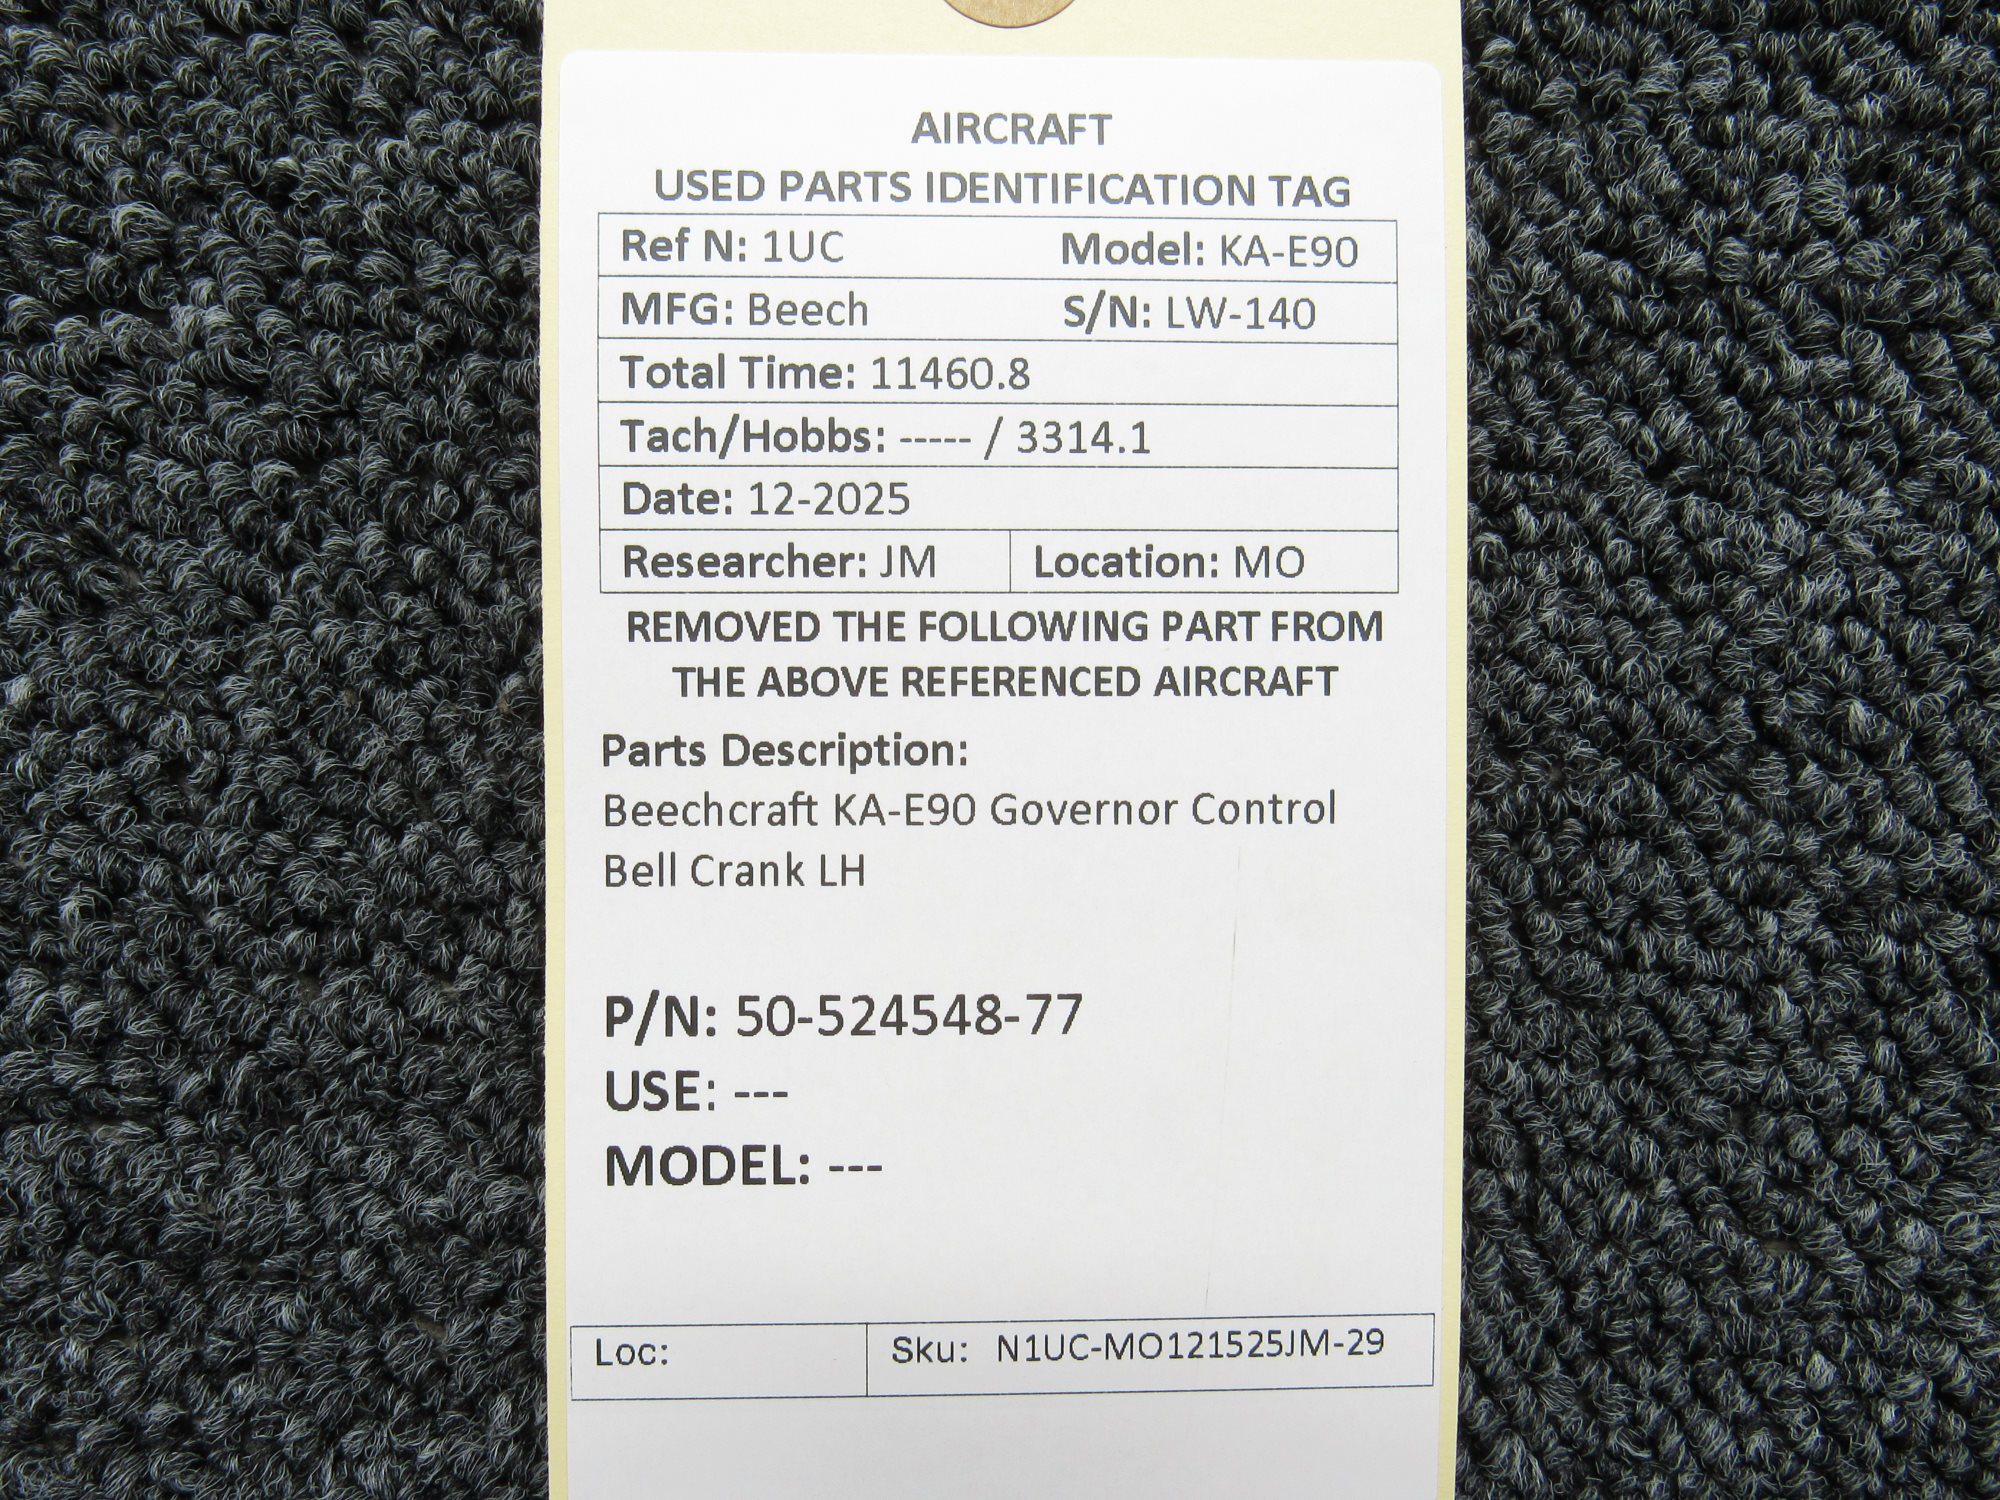 AIRCRAFT
USED PARTS IDENTIFICATION TAG
Ref N: 1UC Model: KA-E90
MFG: Beech S/N: LW-140
Total Time: 11460.8
Tach/Hobbs: ----- / 3314.1
Date: 12-2025
Researcher: JM Location: MO
REMOVED THE FOLLOWING PART FROM
THE ABOVE REFERENCED AIRCRAFT
Parts Description:
Beechcraft KA-E90 Governor Control
Bell Crank LH
P/N: 50-524548-77
USE: ---
MODEL: ---
Loc: Sku: N1UC-MO121525JM-29